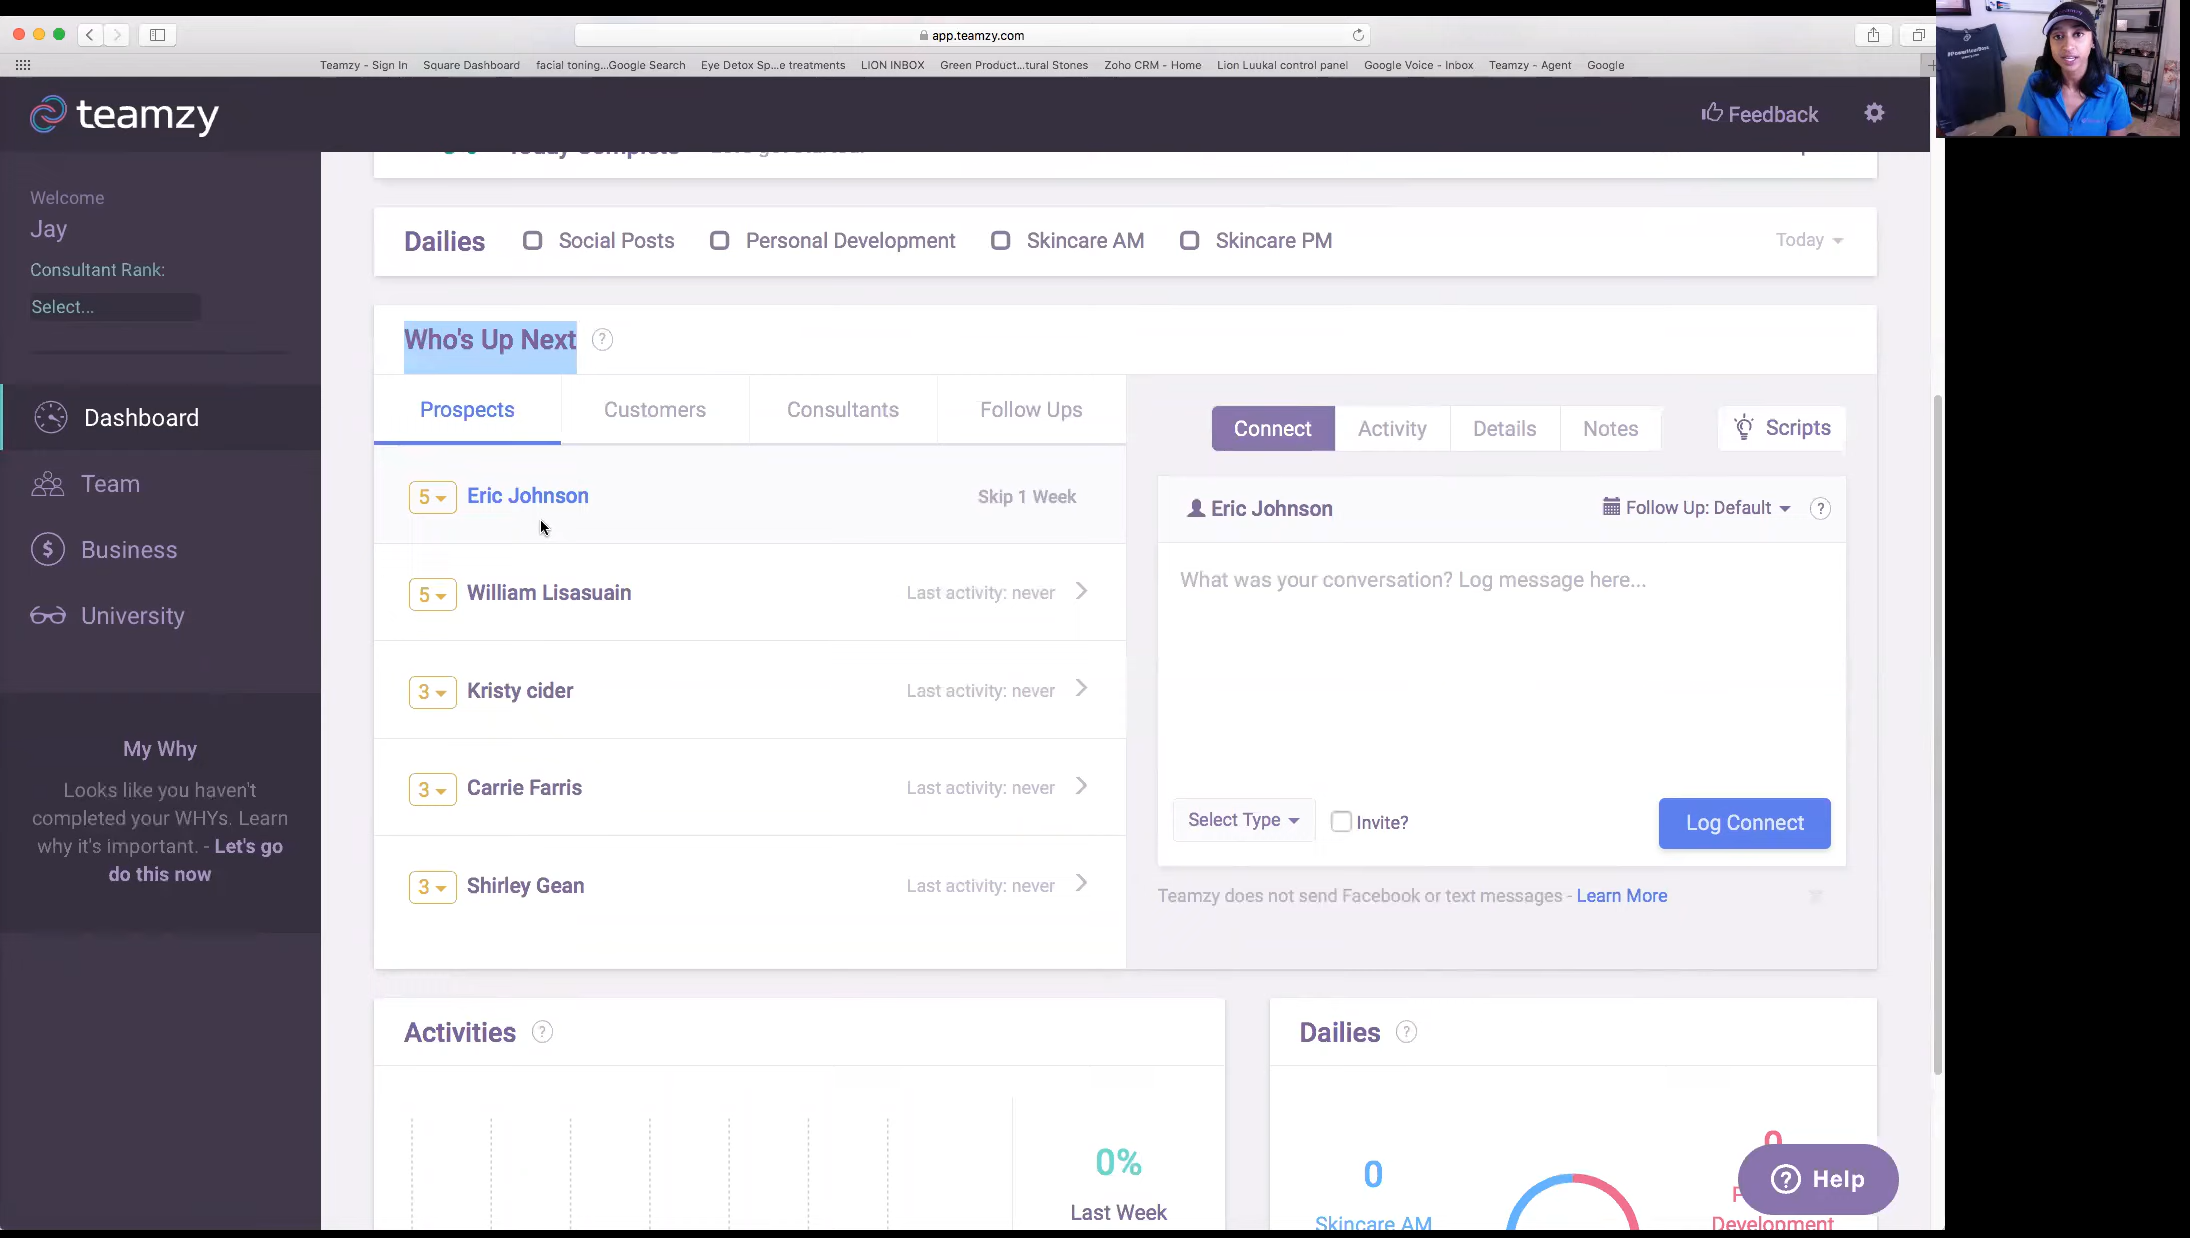 app.teamzy.com
Teamzy - Sign In
Square Dashboard
facial toning...Google Search
Eye Detox Sp...e treatments
LION INBOX
Green Product...tural Stones
Zoho CRM - Home
Lion Luukal control panel
Google Voice - Inbox
Teamzy - Agent
Google
teamzy
Feedback
Welcome
Jay
Consultant Rank:
Select...
Dashboard
Team
Business
University
My Why
Looks like you haven't
completed your WHYs. Learn
why it's important. - Let's go
do this now
Dailies
Social Posts
Personal Development
Skincare AM
Skincare PM
Today
Who's Up Next ?
Prospects
Customers
Consultants
Follow Ups
5 Eric Johnson Skip 1 Week
5 William Lisasuain Last activity: never
3 Kristy cider Last activity: never
3 Carrie Farris Last activity: never
3 Shirley Gean Last activity: never
Connect
Activity
Details
Notes
Scripts
Eric Johnson
Follow Up: Default ?
What was your conversation? Log message here...
Select Type
Invite?
Log Connect
Teamzy does not send Facebook or text messages - Learn More
Activities ?
0%
Last Week
Dailies ?
0
Skincare AM
0
Development
? Help